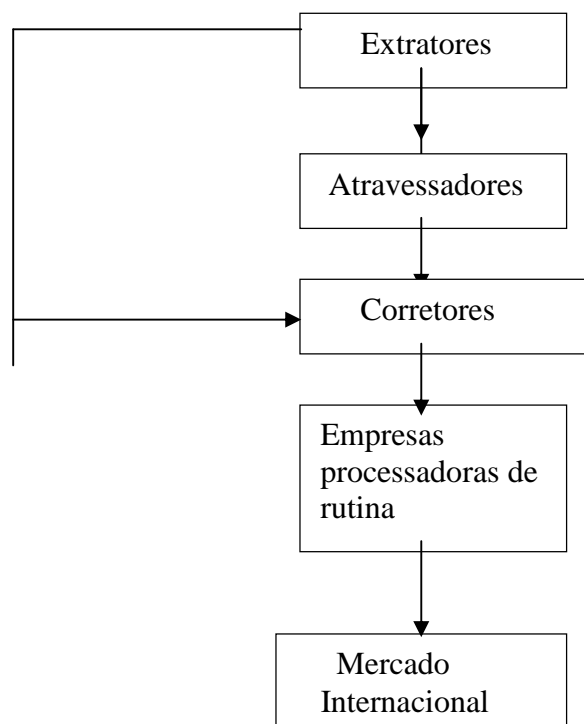 Extratores
Atravessadores
Corretores
Empresas
processadoras de
rutina
Mercado
Internacional